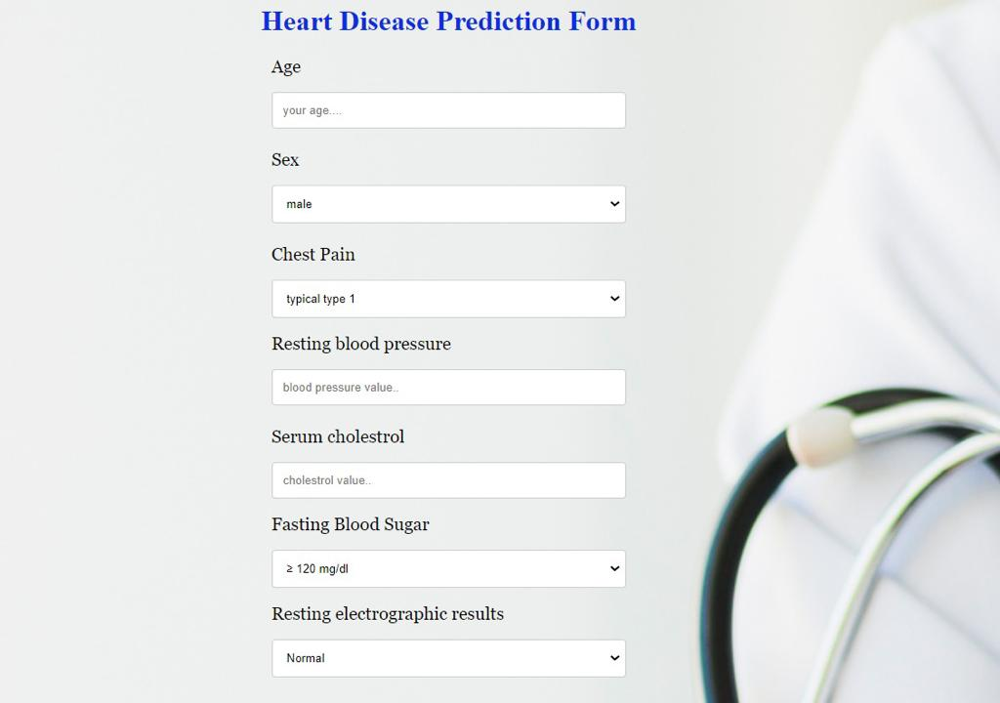 Heart Disease Prediction Form
Age
your age....
Sex
male
Chest Pain
typical type 1
Resting blood pressure
blood pressure value..
Serum cholestrol
cholestrol value..
Fasting Blood Sugar
≥ 120 mg/dl
Resting electrographic results
Normal